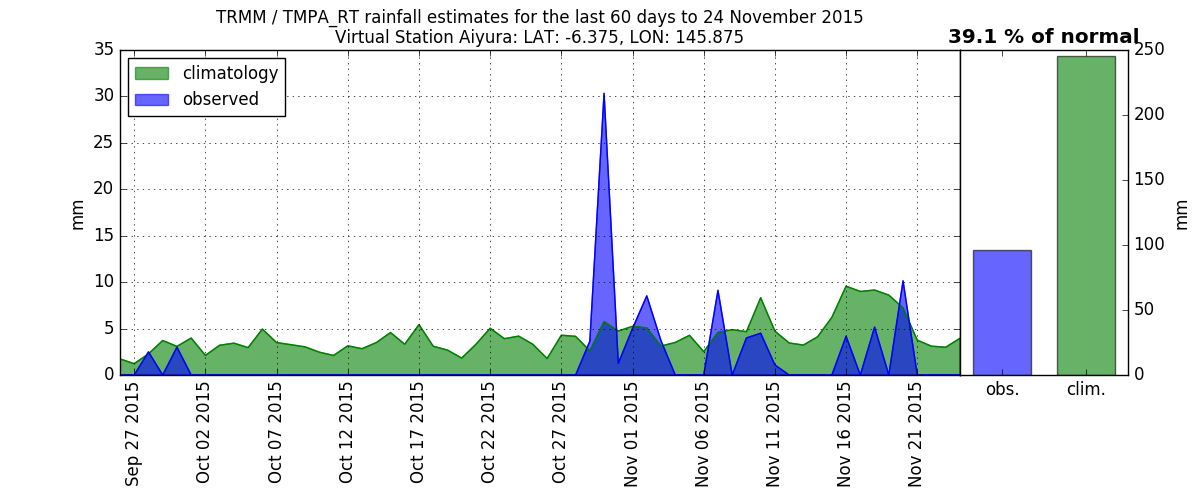 TRMM / TMPA_RT rainfall estimates for the last 60 days to 24 November 2015
Virtual Station Aiyura: LAT: -6.375, LON: 145.875
39.1 % of normal
climatology
observed
35
30
25
20
15
10
5
0
mm
Sep 27 2015
Oct 02 2015
Oct 07 2015
Oct 12 2015
Oct 17 2015
Oct 22 2015
Oct 27 2015
Nov 01 2015
Nov 06 2015
Nov 11 2015
Nov 16 2015
Nov 21 2015
obs.
clim.
250
200
150
100
50
0
mm